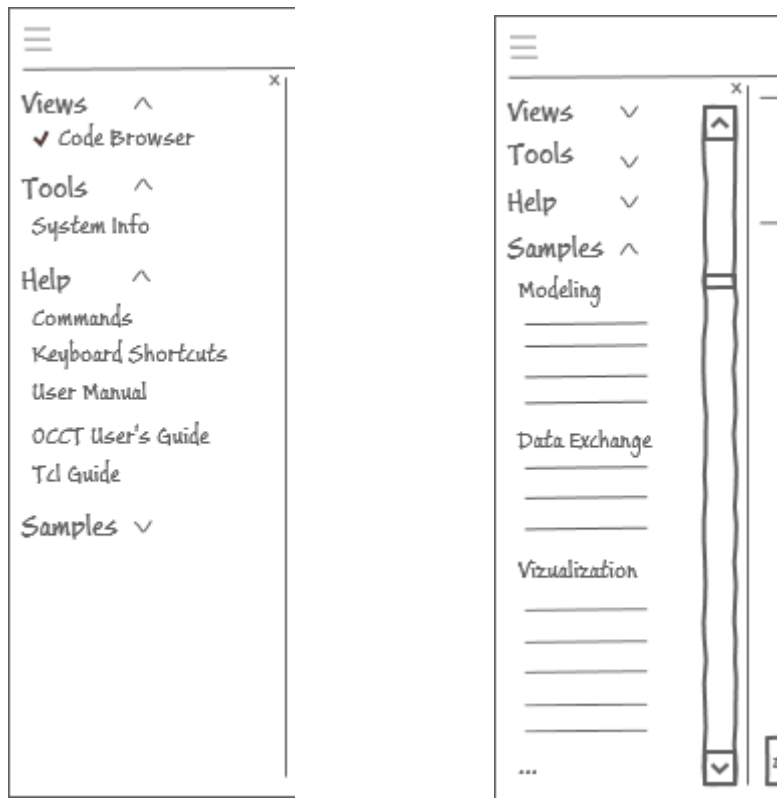 Views
Code Browser
Tools
System Info
Help
Commands
Keyboard Shortcuts
User Manual
OCCT User's Guide
Tcl Guide
Samples
Views
Tools
Help
Samples
Modeling
Data Exchange
Vizualization
...